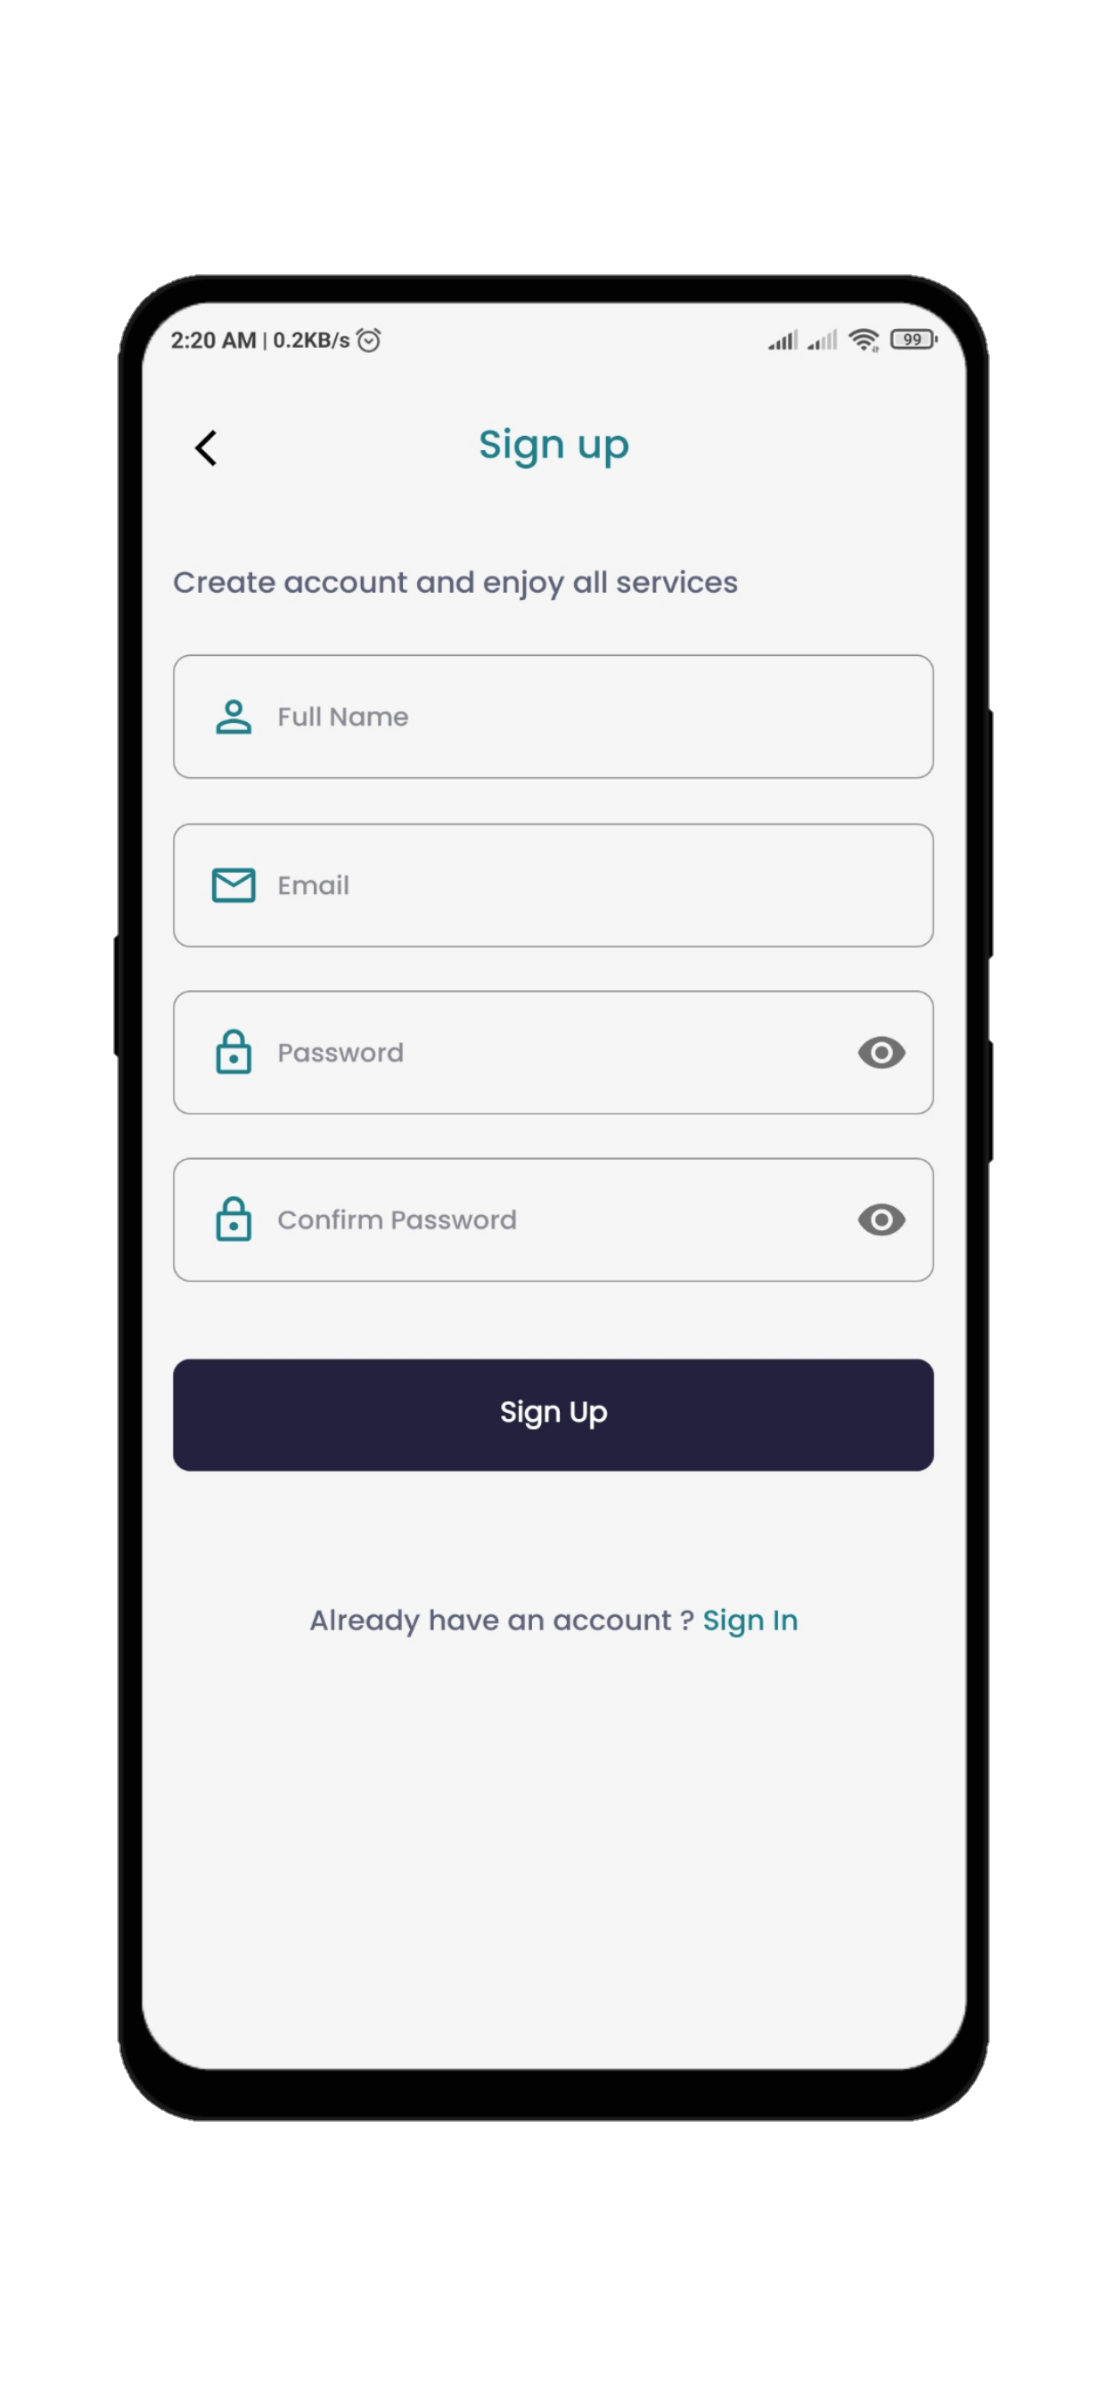 2:20 AM | 0.2KB/s
99
Sign up
Create account and enjoy all services
Full Name
Email
Password
Confirm Password
Sign Up
Already have an account ? Sign In